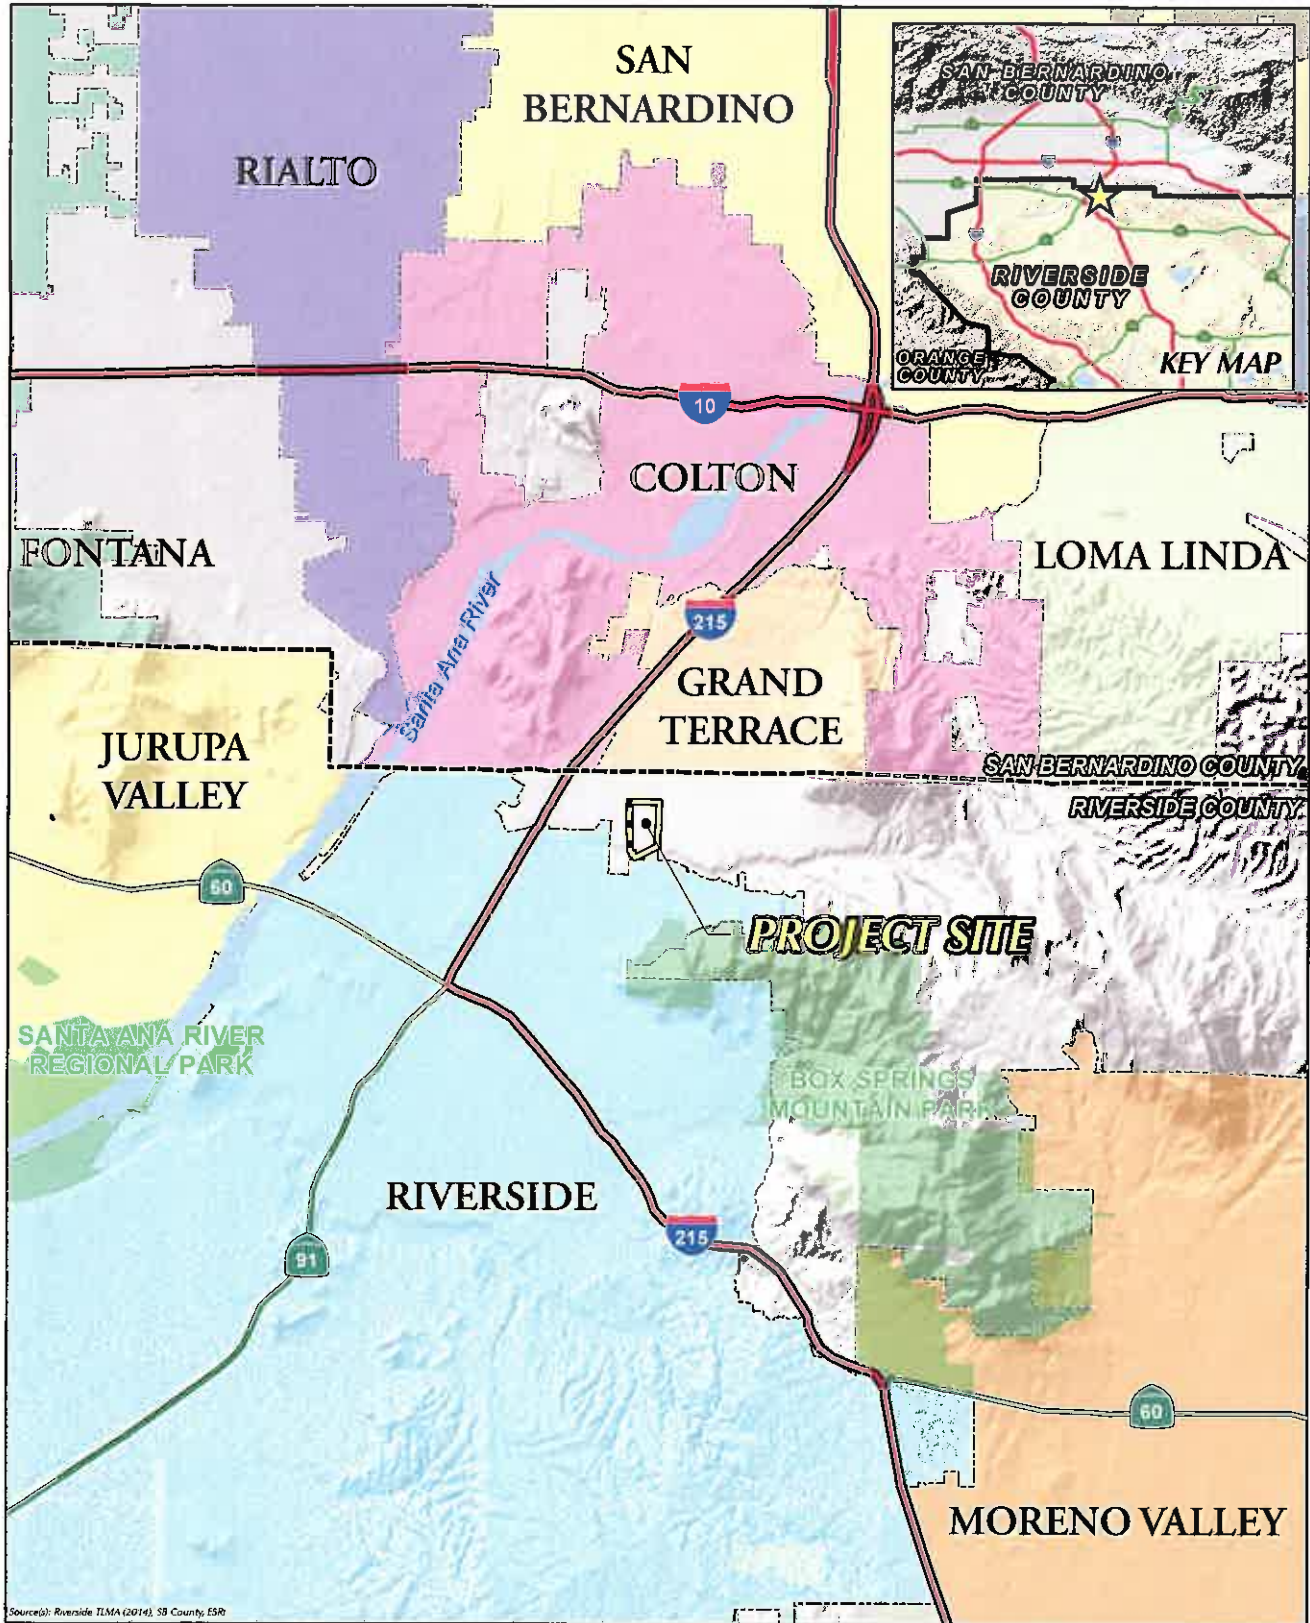 SAN
BERNARDINO
RIALTO
SAN BERNARDINO
COUNTY
RIVERSIDE
COUNTY
ORANGE
COUNTY
KEY MAP
10
COLTON
FONTANA
LOMA LINDA
Santa Ana River
215
GRAND
TERRACE
JURUPA
VALLEY
SAN BERNARDINO COUNTY
RIVERSIDE COUNTY
60
PROJECT SITE
SANTA ANA RIVER
REGIONAL PARK
BOX SPRINGS
MOUNTAIN PARK
RIVERSIDE
215
91
60
MORENO VALLEY
Source(s): Riverside TLMA (2014), SB County, ESRI